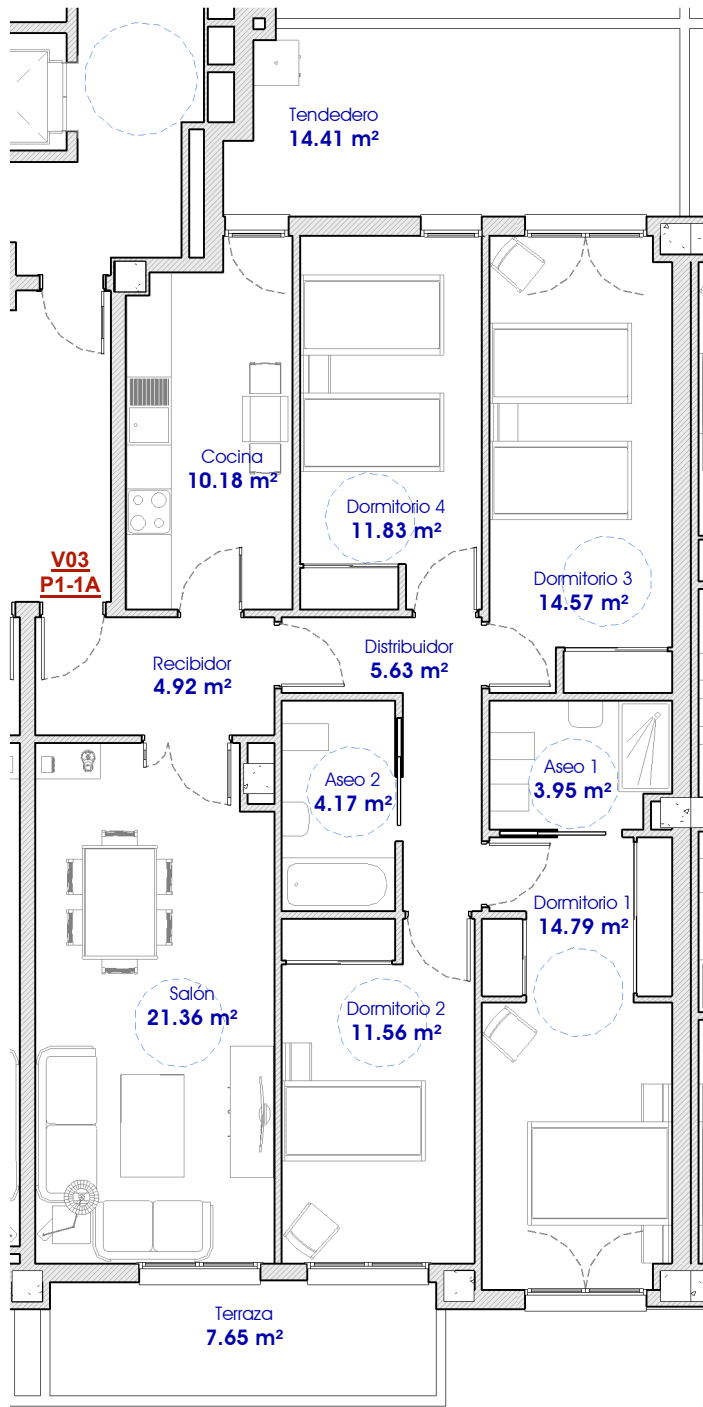 Tendedero
14.41 m²
Cocina
10.18 m²
Dormitorio 4
11.83 m²
Dormitorio 3
14.57 m²
V03
P1-1A
Recibidor
4.92 m²
Distribuidor
5.63 m²
Aseo 2
4.17 m²
Aseo 1
3.95 m²
Dormitorio 1
14.79 m²
Salón
21.36 m²
Dormitorio 2
11.56 m²
Terraza
7.65 m²